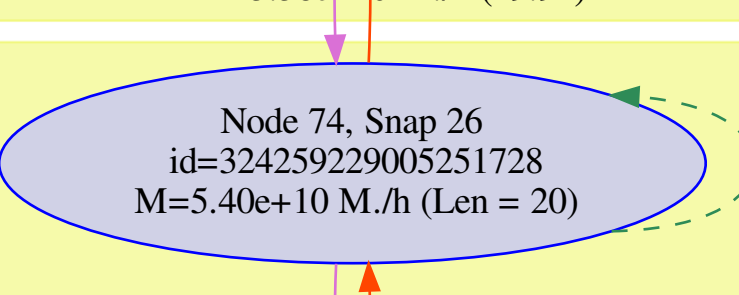 Node 74, Snap 26
id=324259229005251728
M=5.40e+10 M./h (Len = 20)